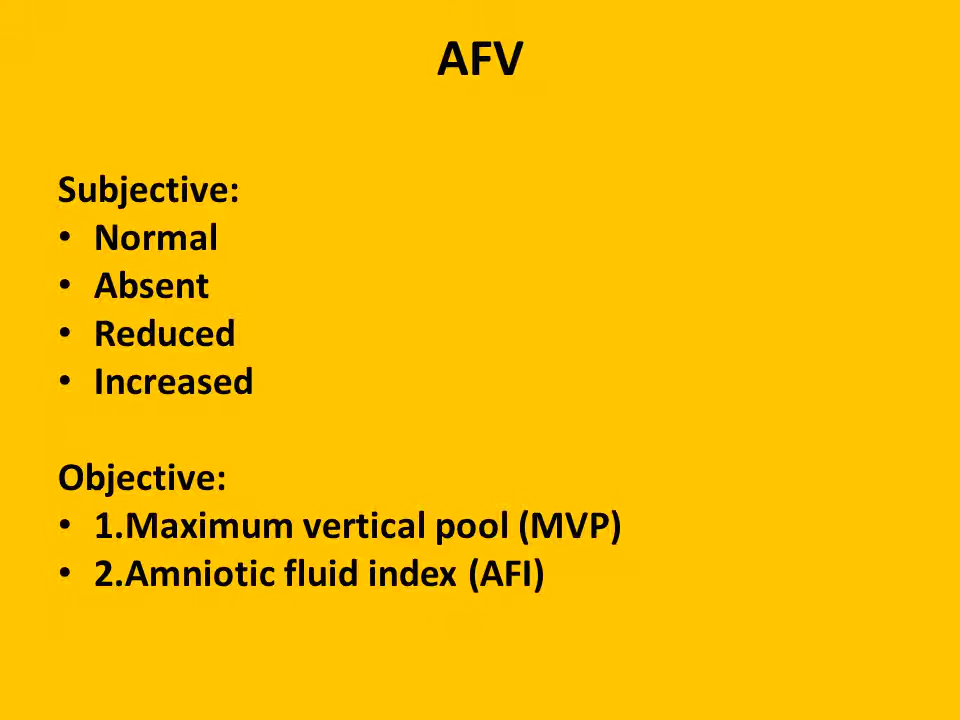 AFV
Subjective:
• Normal
• Absent
• Reduced
• Increased
Objective:
• 1.Maximum vertical pool (MVP)
• 2.Amniotic fluid index (AFI)